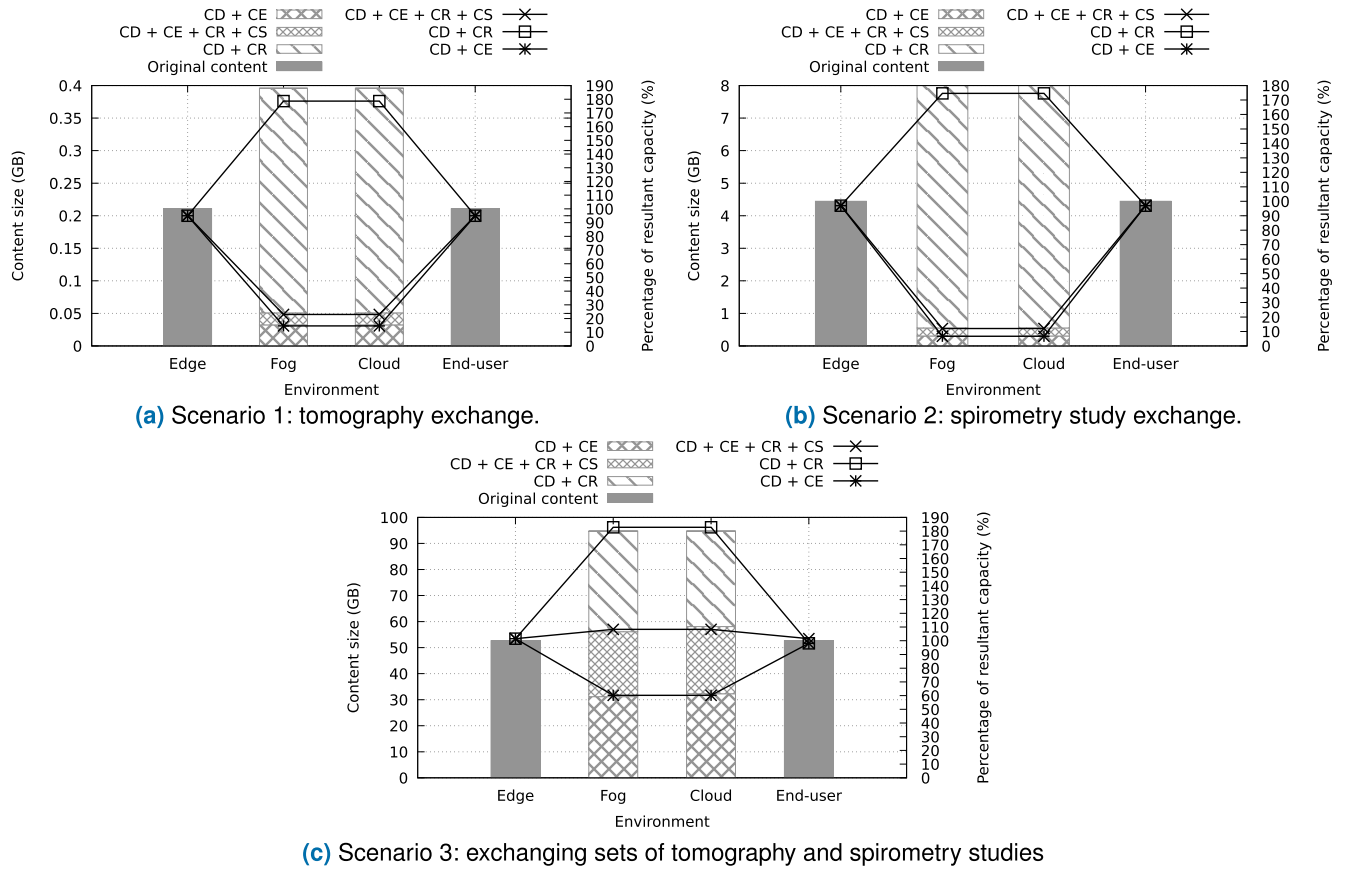 CD + CE
CD + CE + CR + CS
CD + CR
Original content
CD + CE + CR + CS
CD + CR
CD + CE
Content size (GB)
0.4
0.35
0.3
0.25
0.2
0.15
0.1
0.05
0
190
180
170
160
150
140
130
120
110
100
90
80
70
60
50
40
30
20
10
0
Percentage of resultant capacity (%)
Edge Fog Cloud End-user
Environment
(a) Scenario 1: tomography exchange.
CD + CE
CD + CE + CR + CS
CD + CR
Original content
CD + CE + CR + CS
CD + CR
CD + CE
Content size (GB)
8
7
6
5
4
3
2
1
0
180
170
160
150
140
130
120
110
100
90
80
70
60
50
40
30
20
10
0
Percentage of resultant capacity (%)
Edge Fog Cloud End-user
Environment
(b) Scenario 2: spirometry study exchange.
CD + CE
CD + CE + CR + CS
CD + CR
Original content
CD + CE + CR + CS
CD + CR
CD + CE
Content size (GB)
100
90
80
70
60
50
40
30
20
10
0
190
180
170
160
150
140
130
120
110
100
90
80
70
60
50
40
30
20
10
0
Percentage of resultant capacity (%)
Edge Fog Cloud End-user
Environment
(c) Scenario 3: exchanging sets of tomography and spirometry studies